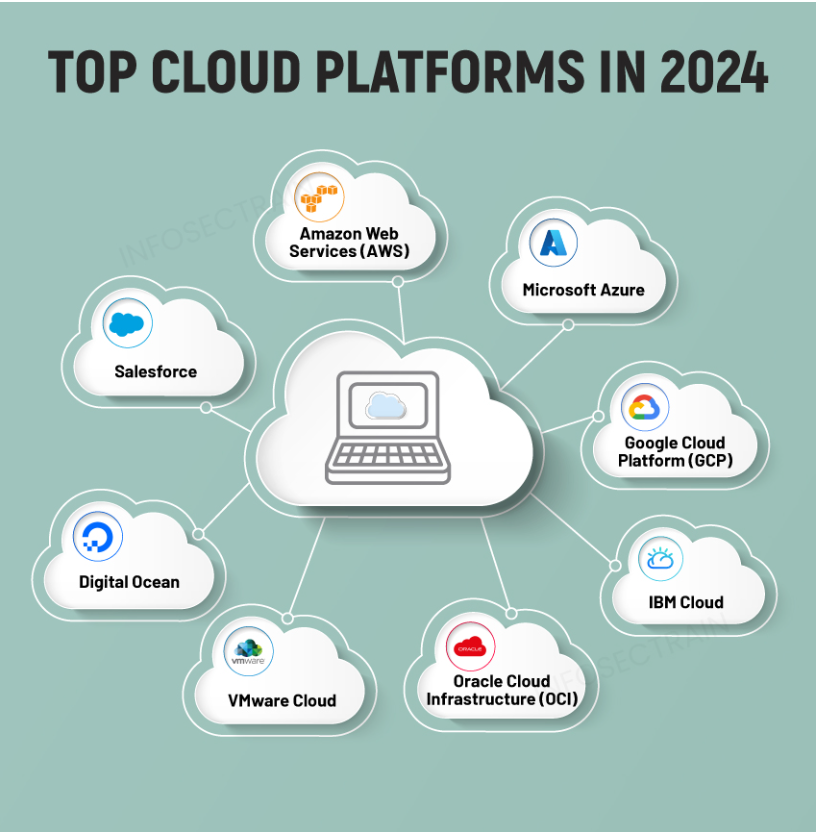 TOP CLOUD PLATFORMS IN 2024
INFOSECTRAIN
Amazon Web
Services (AWS)
Microsoft Azure
Salesforce
Google Cloud
Platform (GCP)
Digital Ocean
IBM Cloud
vmware
VMware Cloud
ORACLE
Oracle Cloud
Infrastructure (OCI)
INFOSECTRAIN